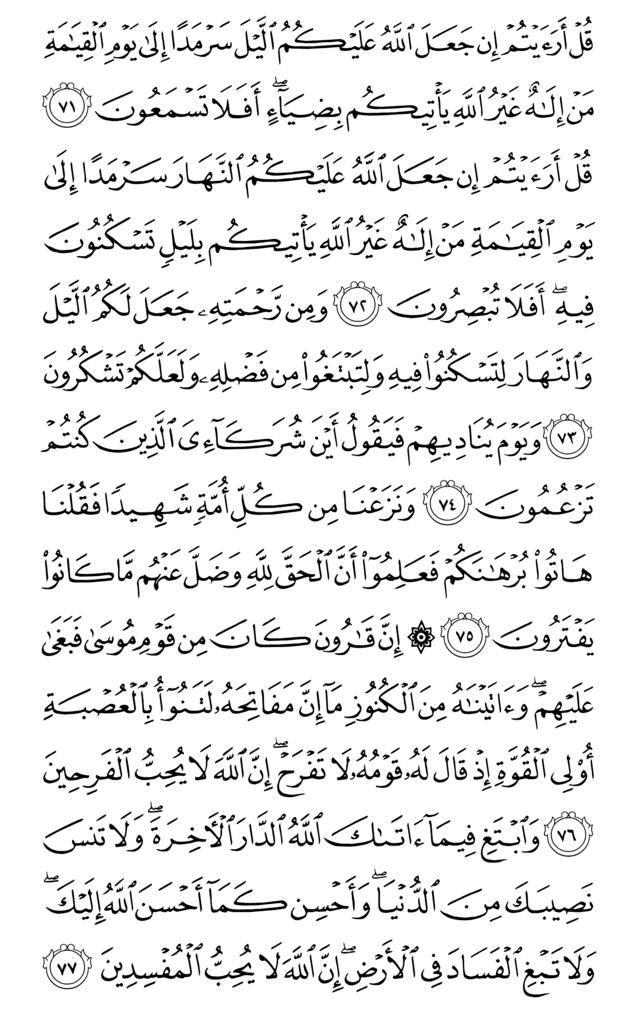 قُلْ أَرَءَيْتُمْ إِن جَعَلَ ٱللَّهُ عَلَيْكُمُ ٱلَّيْلَ سَرْمَدًا إِلَىٰ يَوْمِ ٱلْقِيَٰمَةِ
مَنْ إِلَٰهٌ غَيْرُ ٱللَّهِ يَأْتِيكُم بِضِيَآءٍ ۖ أَفَلَا تَسْمَعُونَ ٧١
قُلْ أَرَءَيْتُمْ إِن جَعَلَ ٱللَّهُ عَلَيْكُمُ ٱلنَّهَارَ سَرْمَدًا إِلَىٰ
يَوْمِ ٱلْقِيَٰمَةِ مَنْ إِلَٰهٌ غَيْرُ ٱللَّهِ يَأْتِيكُم بِلَيْلٍ تَسْكُنُونَ
فِيهِ ۖ أَفَلَا تُبْصِرُونَ ٧٢ وَمِن رَّحْمَتِهِۦ جَعَلَ لَكُمُ ٱلَّيْلَ
وَٱلنَّهَارَ لِتَسْكُنُوا۟ فِيهِ وَلِتَبْتَغُوا۟ مِن فَضْلِهِۦ وَلَعَلَّكُمْ تَشْكُرُونَ
٧٣ وَيَوْمَ يُنَادِيهِمْ فَيَقُولُ أَيْنَ شُرَكَآءِىَ ٱلَّذِينَ كُنتُمْ
تَزْعُمُونَ ٧٤ وَنَزَعْنَا مِن كُلِّ أُمَّةٍ شَهِيدًا فَقُلْنَا
هَاتُوا۟ بُرْهَٰنَكُمْ فَعَلِمُوٓا۟ أَنَّ ٱلْحَقَّ لِلَّهِ وَضَلَّ عَنْهُم مَّا كَانُوا۟
يَفْتَرُونَ ٧٥ ۞ إِنَّ قَٰرُونَ كَانَ مِن قَوْمِ مُوسَىٰ فَبَغَىٰ
عَلَيْهِمْ ۖ وَءَاتَيْنَٰهُ مِنَ ٱلْكُنُوزِ مَآ إِنَّ مَفَاتِحَهُۥ لَتَنُوٓأُ بِٱلْعُصْبَةِ
أُو۟لِى ٱلْقُوَّةِ إِذْ قَالَ لَهُۥ قَوْمُهُۥ لَا تَفْرَحْ ۖ إِنَّ ٱللَّهَ لَا يُحِبُّ ٱلْفَرِحِينَ
٧٦ وَٱبْتَغِ فِيمَآ ءَاتَىٰكَ ٱللَّهُ ٱلدَّارَ ٱلْءَاخِرَةَ ۖ وَلَا تَنسَ
نَصِيبَكَ مِنَ ٱلدُّنْيَا ۖ وَأَحْسِن كَمَآ أَحْسَنَ ٱللَّهُ إِلَيْكَ ۖ
وَلَا تَبْغِ ٱلْفَسَادَ فِى ٱلْأَرْضِ ۖ إِنَّ ٱللَّهَ لَا يُحِبُّ ٱلْمُفْسِدِينَ ٧٧